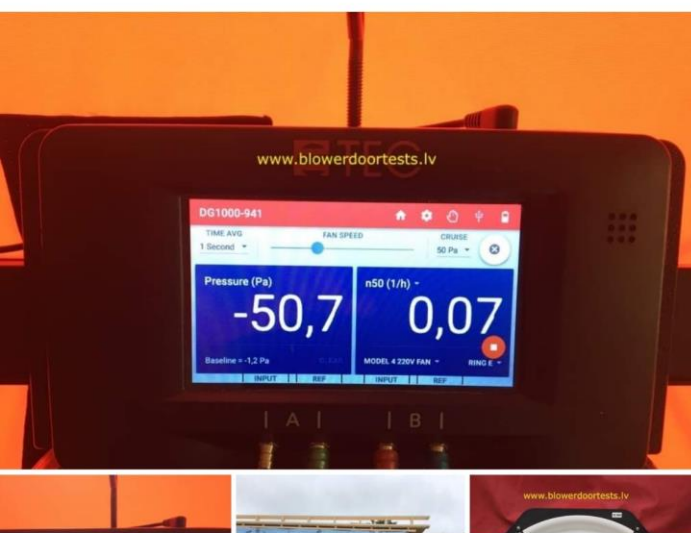 www.blowerdoortests.lv
TEC
DG1000-941
TIME AVG
FAN SPEED
CRUISE
1 Second
50 Pa
Pressure (Pa)
n50 (1/h)
-50,7
0,07
Baseline = -1,2 Pa
MODEL 4 220V FAN
RING E
INPUT
REF
INPUT
REF
A
B
www.blowerdoortests.lv